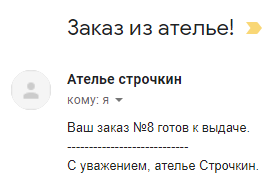 Заказ из ателье!
Ателье строчкин
кому: я
Ваш заказ №8 готов к выдаче.
----------------------------
С уважением, ателье Строчкин.